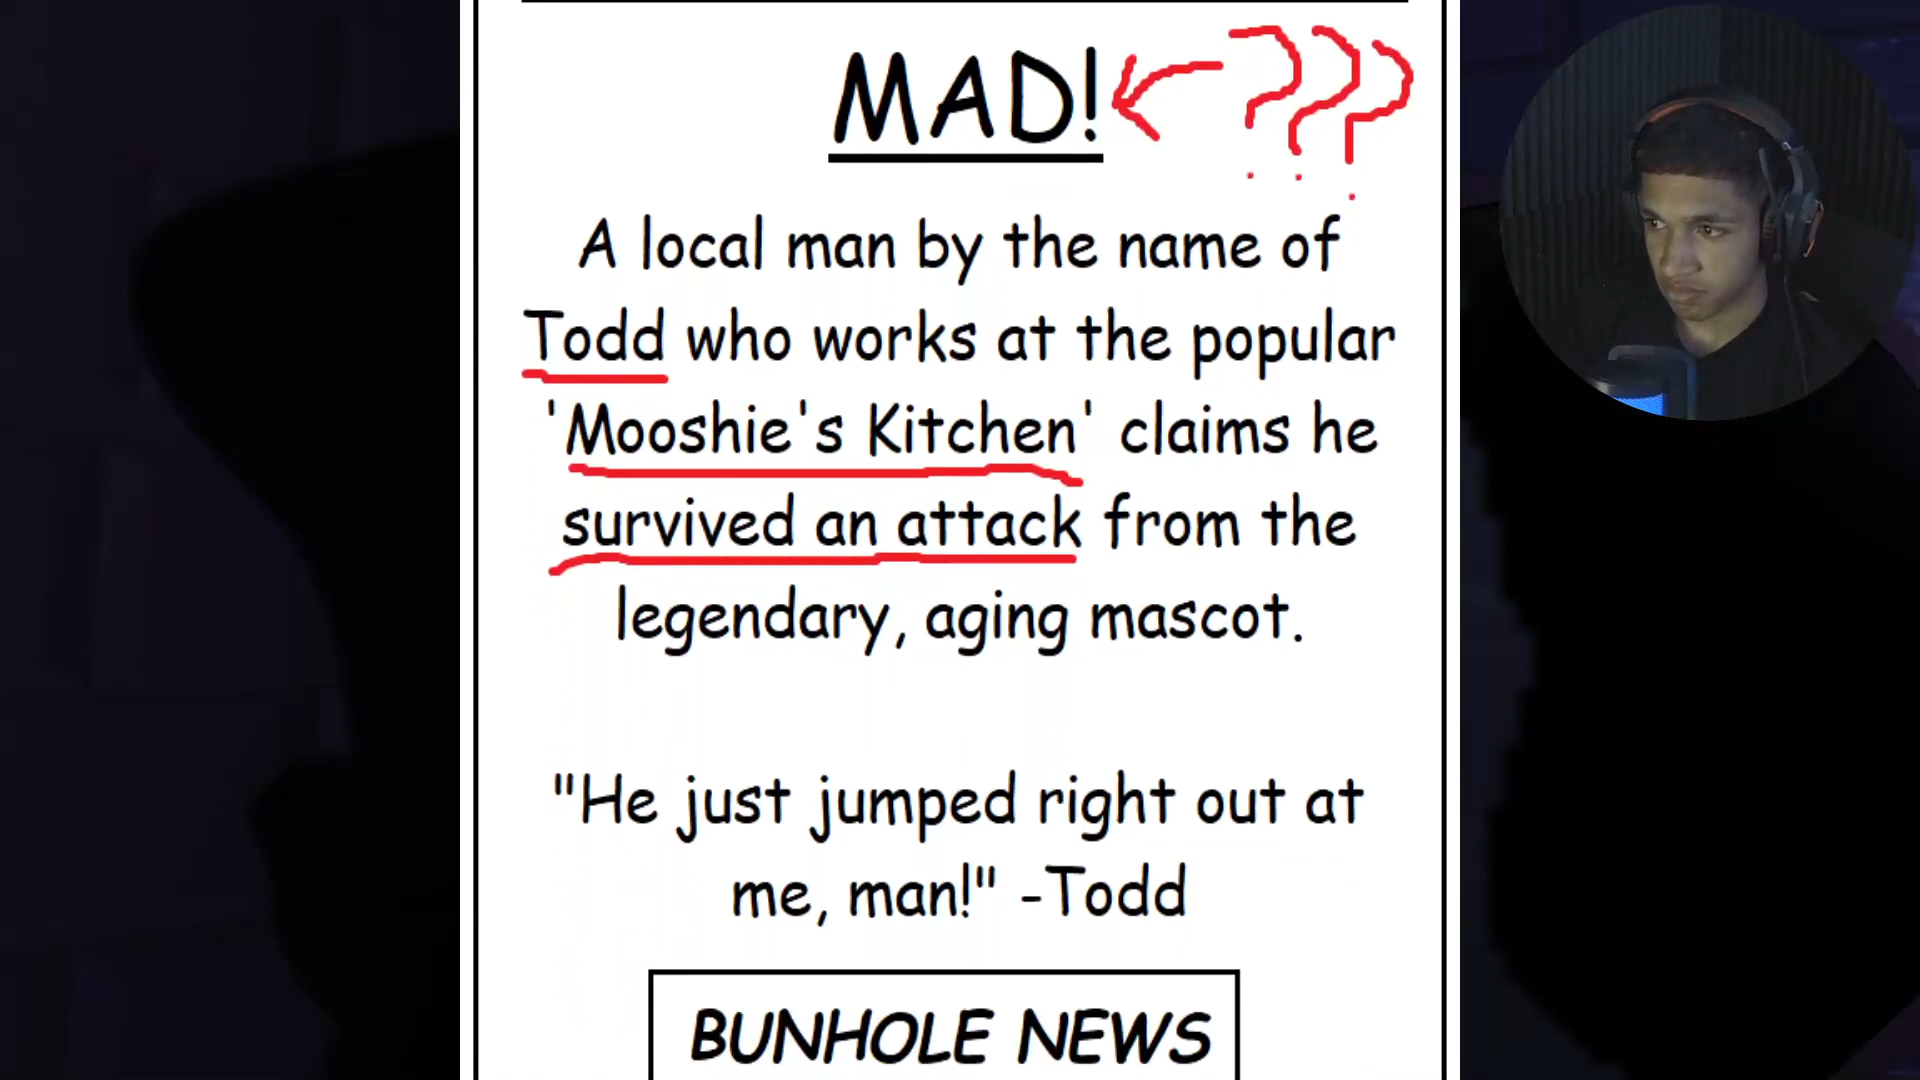 MAD! ???
A local man by the name of
Todd who works at the popular
'Mooshie's Kitchen' claims he
survived an attack from the
legendary, aging mascot.
"He just jumped right out at
me, man!" -Todd
BUNHOLE NEWS